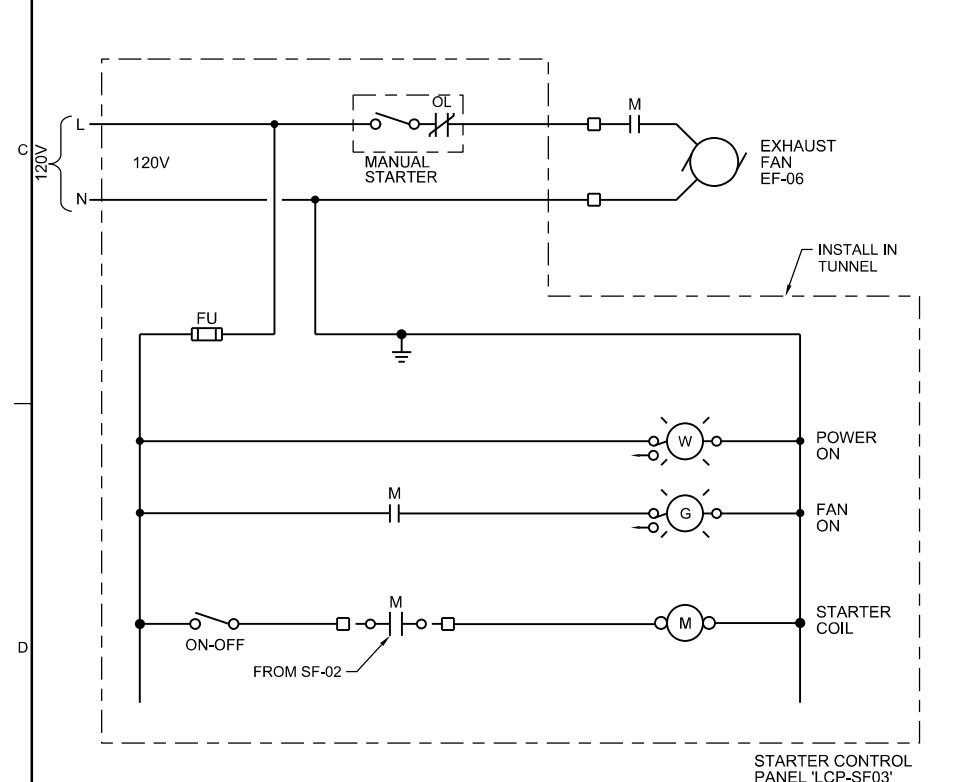 OL
M
L
C
120V
120V
MANUAL
STARTER
EXHAUST
FAN
EF-06
N
INSTALL IN
TUNNEL
FU
W
POWER
ON
M
G
FAN
ON
M
ON-OFF
M
STARTER
COIL
D
FROM SF-02
STARTER CONTROL
PANEL 'LCP-SF03'